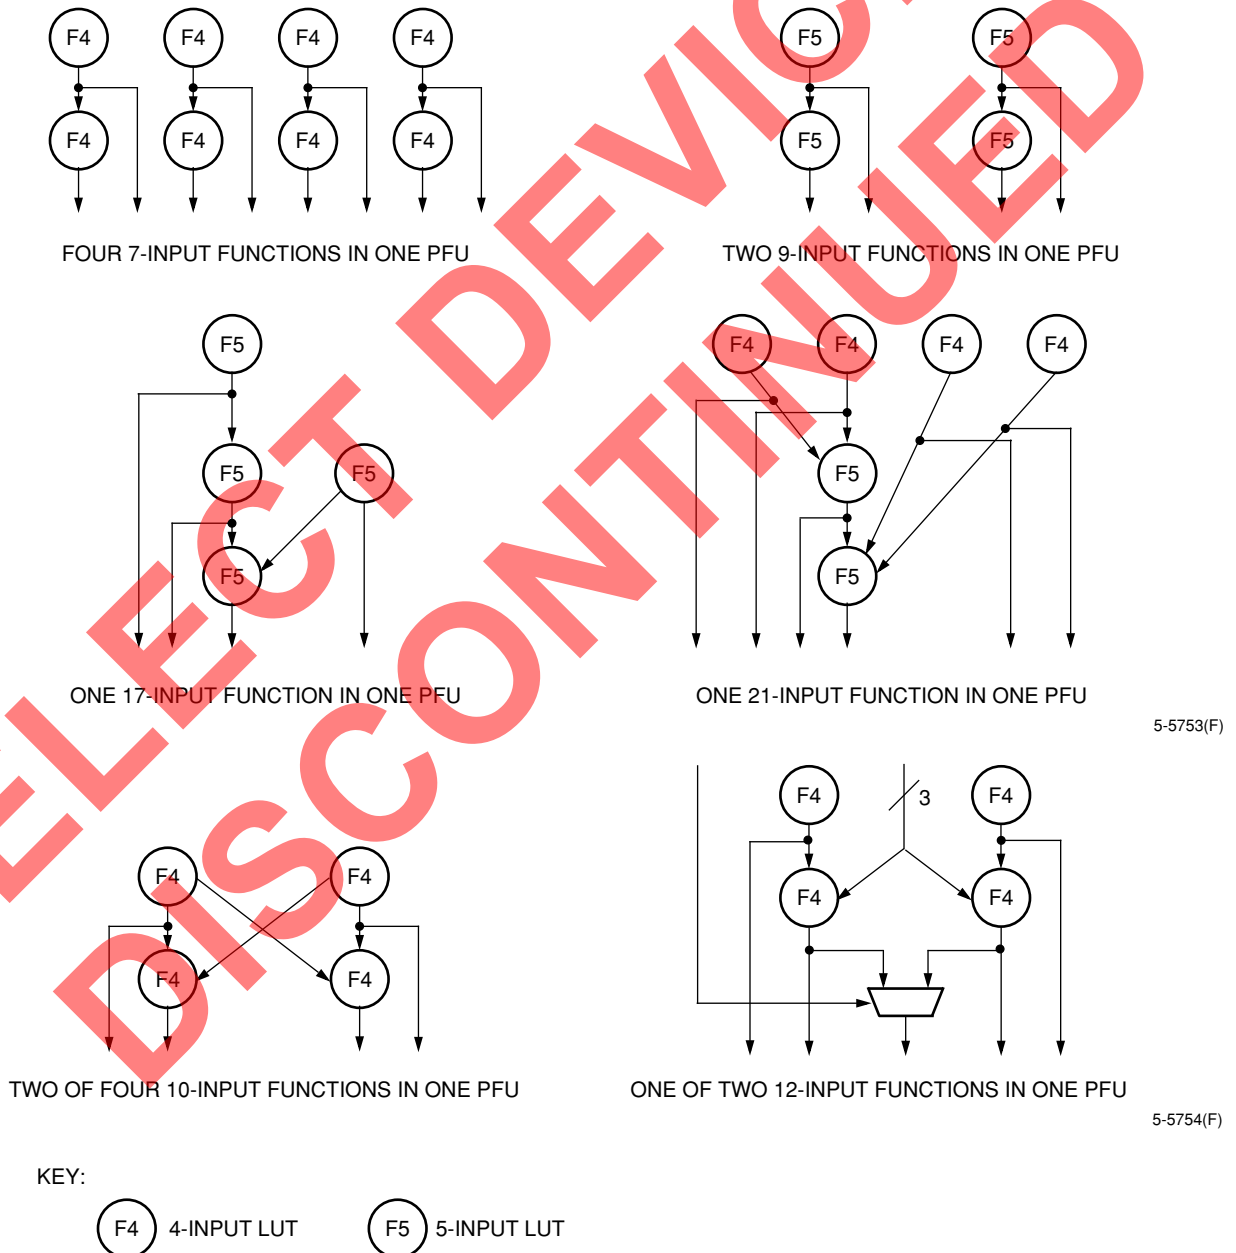 F4 F4 F4 F4 F5 F5
F4 F4 F4 F4 F5 F5
FOUR 7-INPUT FUNCTIONS IN ONE PFU
TWO 9-INPUT FUNCTIONS IN ONE PFU
F5 F4 F4 F4 F4
F5 F5 F5
F5 F5
ONE 17-INPUT FUNCTION IN ONE PFU
ONE 21-INPUT FUNCTION IN ONE PFU
5-5753(F)
F4 3 F4
F4 F4 F4 F4
F4 F4
TWO OF FOUR 10-INPUT FUNCTIONS IN ONE PFU
ONE OF TWO 12-INPUT FUNCTIONS IN ONE PFU
5-5754(F)
KEY:
F4 4-INPUT LUT F5 5-INPUT LUT
DISCONTINUED